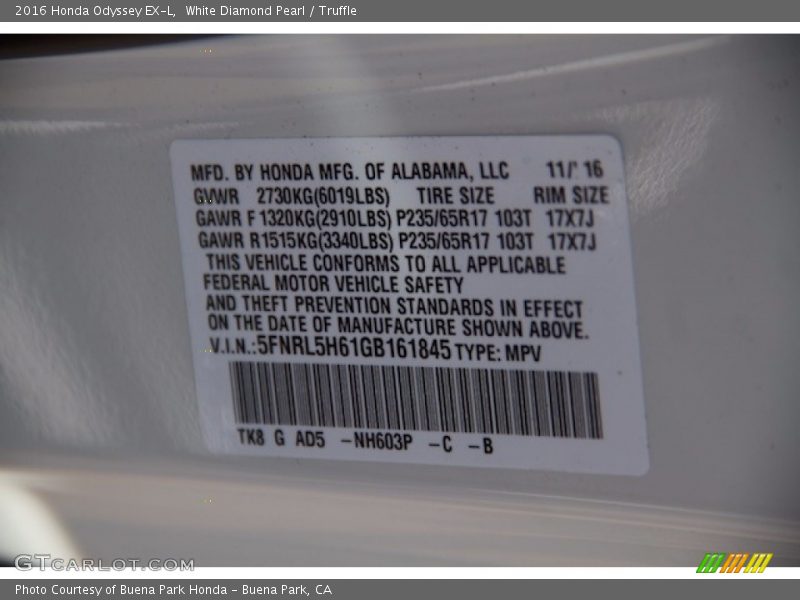 2016 Honda Odyssey EX-L, White Diamond Pearl / Truffle
MFD. BY HONDA MFG. OF ALABAMA, LLC 11/' 16
GVWR 2730KG(6019LBS) TIRE SIZE RIM SIZE
GAWR F 1320KG(2910LBS) P235/65R17 103T 17X7J
GAWR R1515KG(3340LBS) P235/65R17 103T 17X7J
THIS VEHICLE CONFORMS TO ALL APPLICABLE
FEDERAL MOTOR VEHICLE SAFETY
AND THEFT PREVENTION STANDARDS IN EFFECT
ON THE DATE OF MANUFACTURE SHOWN ABOVE.
V.I.N.:5FNRL5H61GB161845 TYPE: MPV
TK8 G AD5 -NH603P -C -B
GTCARLOT.COM
Photo Courtesy of Buena Park Honda - Buena Park, CA